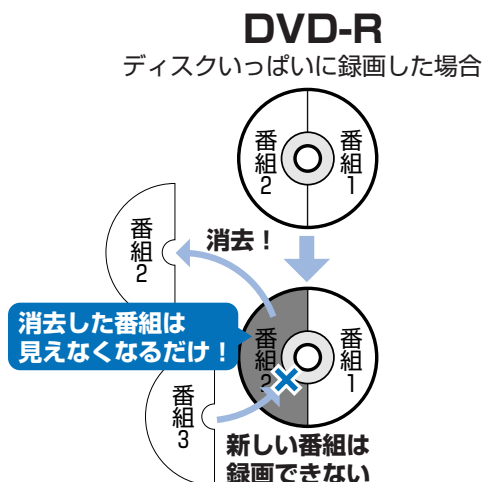 DVD-R
ディスクいっぱいに録画した場合
番組2
番組1
消去！
番組2
消去した番組は
見えなくなるだけ！
番組2
番組1
番組3
新しい番組は
録画できない